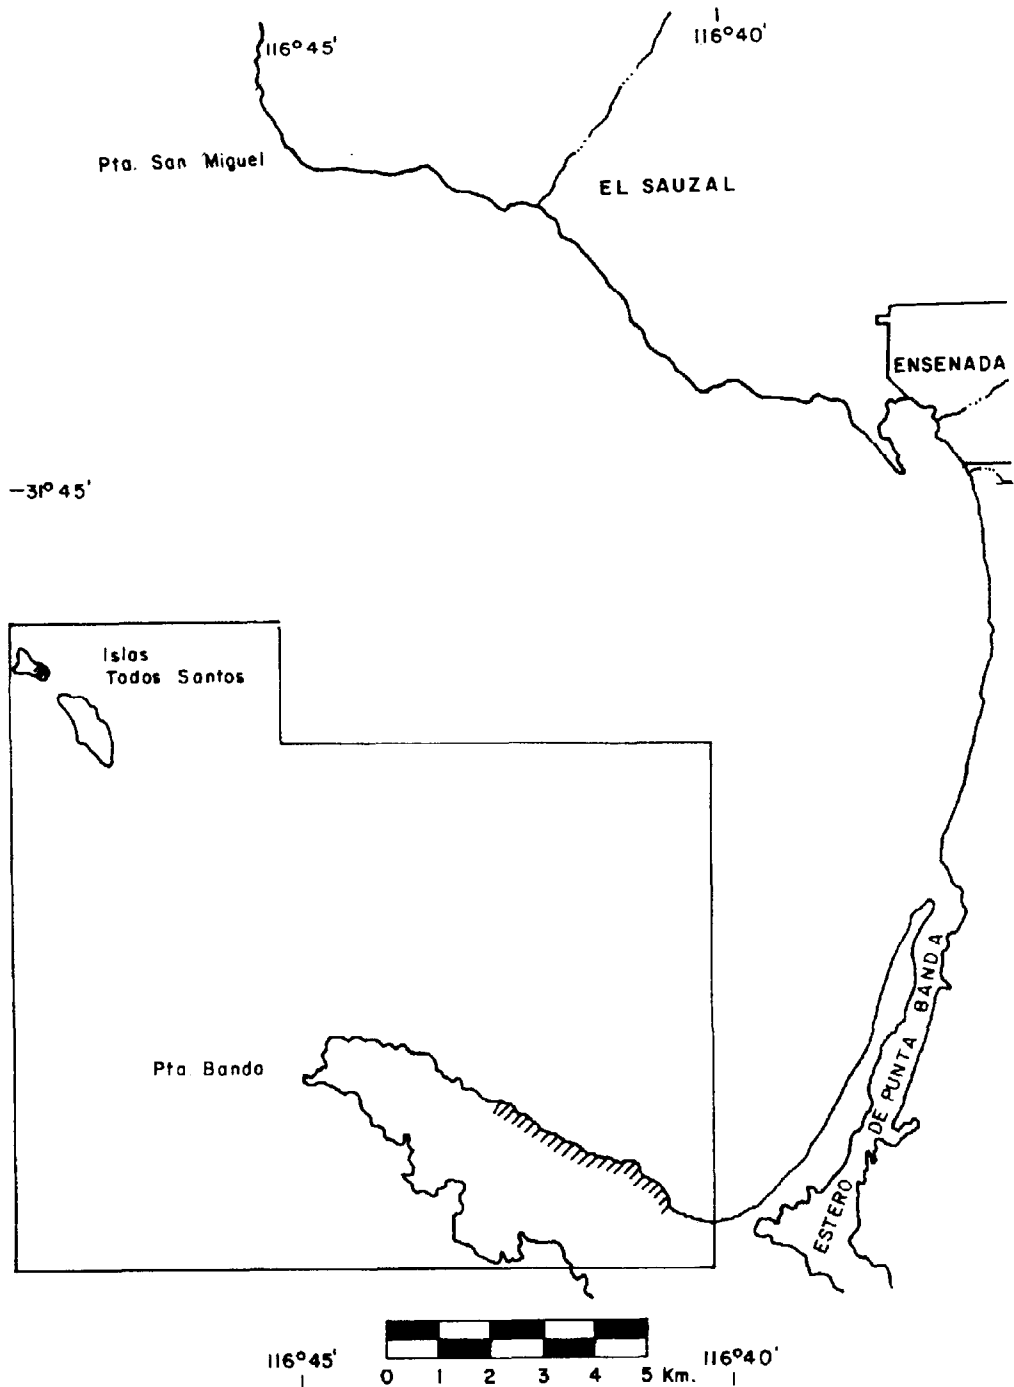 116°45'
116°40'
Pta. San Miguel
EL SAUZAL
ENSENADA
-31°45'
Islas
Todos Santos
Pta. Banda
ESTERO DE PUNTA BANDA
116°45'
116°40'
0 1 2 3 4 5 Km.